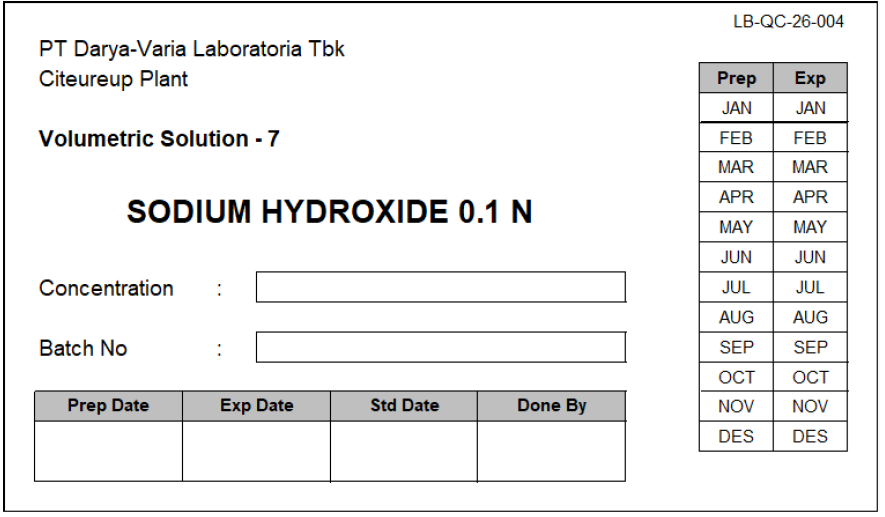 LB-QC-26-004
PT Darya-Varia Laboratoria Tbk
Citeureup Plant
Volumetric Solution - 7
SODIUM HYDROXIDE 0.1 N
Concentration :
Batch No :
Prep Date Exp Date Std Date Done By
Prep Exp
JAN JAN
FEB FEB
MAR MAR
APR APR
MAY MAY
JUN JUN
JUL JUL
AUG AUG
SEP SEP
OCT OCT
NOV NOV
DES DES